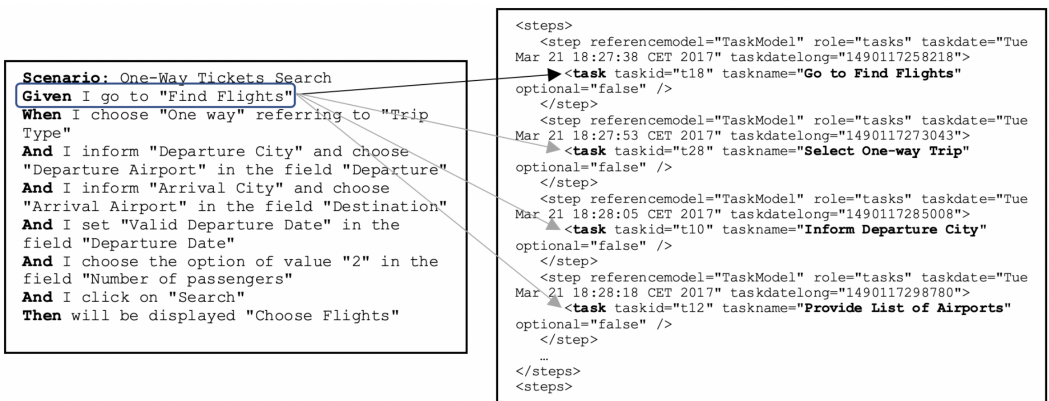 Scenario: One-Way Tickets Search
Given I go to "Find Flights"
When I choose "One way" referring to "Trip
Type"
And I inform "Departure City" and choose
"Departure Airport" in the field "Departure"
And I inform "Arrival City" and choose
"Arrival Airport" in the field "Destination"
And I set "Valid Departure Date" in the
field "Departure Date"
And I choose the option of value "2" in the
field "Number of passengers"
And I click on "Search"
Then will be displayed "Choose Flights"
<steps>
<step referencemodel="TaskModel" role="tasks" taskdate="Tue
Mar 21 18:27:38 CET 2017" taskdatelong="1490117258218">
<task taskid="t18" taskname="Go to Find Flights"
optional="false" />
</step>
<step referencemodel="TaskModel" role="tasks" taskdate="Tue
Mar 21 18:27:53 CET 2017" taskdatelong="1490117273043">
<task taskid="t28" taskname="Select One-way Trip"
optional="false" />
</step>
<step referencemodel="TaskModel" role="tasks" taskdate="Tue
Mar 21 18:28:05 CET 2017" taskdatelong="1490117285008">
<task taskid="t10" taskname="Inform Departure City"
optional="false" />
</step>
<step referencemodel="TaskModel" role="tasks" taskdate="Tue
Mar 21 18:28:18 CET 2017" taskdatelong="1490117298780">
<task taskid="t12" taskname="Provide List of Airports"
optional="false" />
</step>
…
</steps>
<steps>